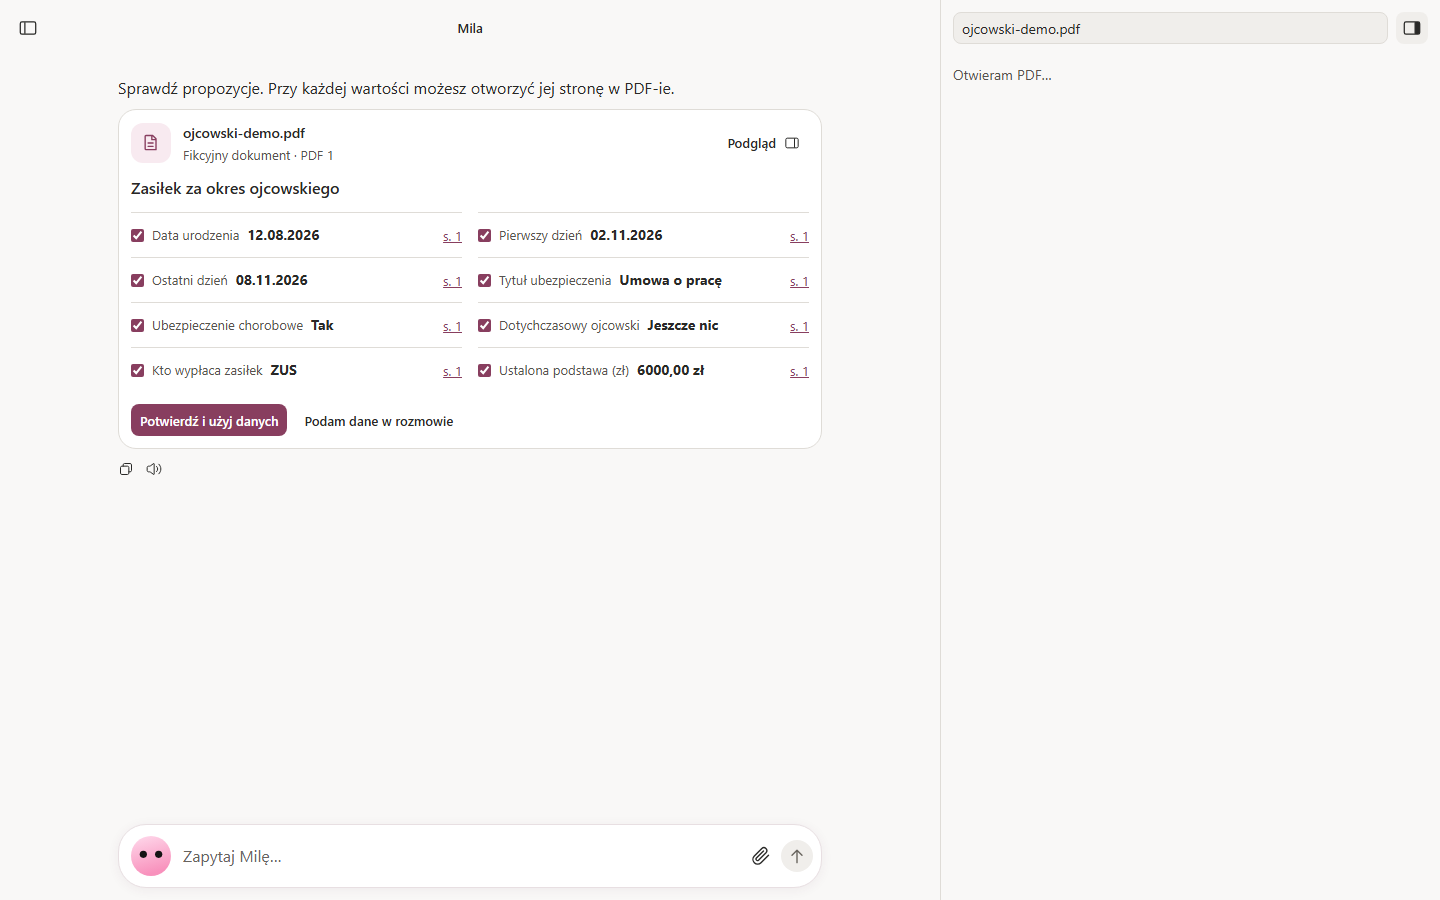 Mila
Sprawdź propozycje. Przy każdej wartości możesz otworzyć jej stronę w PDF-ie.
ojcowski-demo.pdf
Fikcyjny dokument · PDF 1
Podgląd
Zasiłek za okres ojcowskiego
Data urodzenia 12.08.2026 s. 1
Pierwszy dzień 02.11.2026 s. 1
Ostatni dzień 08.11.2026 s. 1
Tytuł ubezpieczenia Umowa o pracę s. 1
Ubezpieczenie chorobowe Tak s. 1
Dotychczasowy ojcowski Jeszcze nic s. 1
Kto wypłaca zasiłek ZUS s. 1
Ustalona podstawa (zł) 6000,00 zł s. 1
Potwierdź i użyj danych
Podam dane w rozmowie
Zapytaj Milę...
ojcowski-demo.pdf
Otwieram PDF...